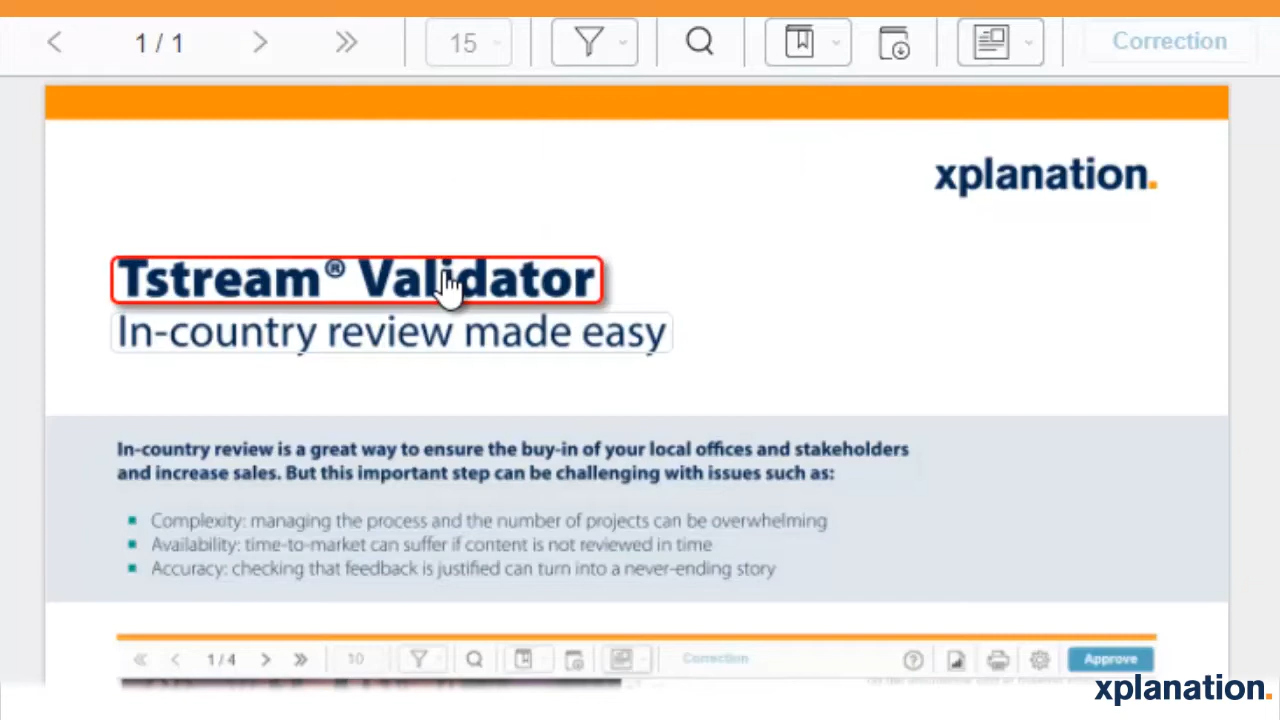 1 / 1
15
Correction
xplanation.
Tstream® Validator
In-country review made easy
In-country review is a great way to ensure the buy-in of your local offices and stakeholders
and increase sales. But this important step can be challenging with issues such as:
Complexity: managing the process and the number of projects can be overwhelming
Availability: time-to-market can suffer if content is not reviewed in time
Accuracy: checking that feedback is justified can turn into a never-ending story
1 / 4
10
Correction
Approve
xplanation.